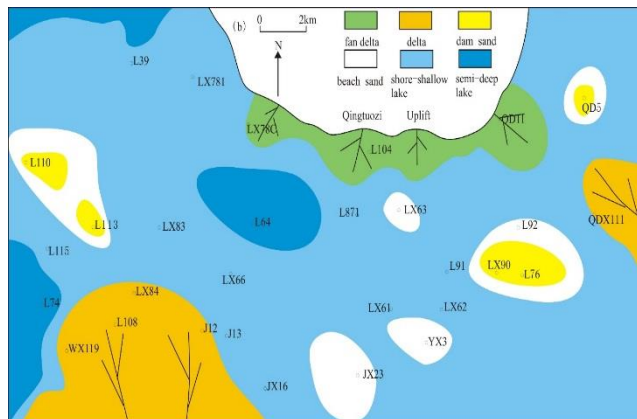 (b)
0
2km
fan delta
delta
dam sand
N
beach sand
shore-shallow
lake
semi-deep
lake
L39
LX781
QD5
Qingtuozi
Uplift
LX78C
L104
L110
L113
LX83
L64
L871
LX63
L92
QDX111
L115
LX66
L91
LX90
L76
L74
LX84
LX61
LX62
L108
J12
J13
WX119
YX3
JX16
JX23